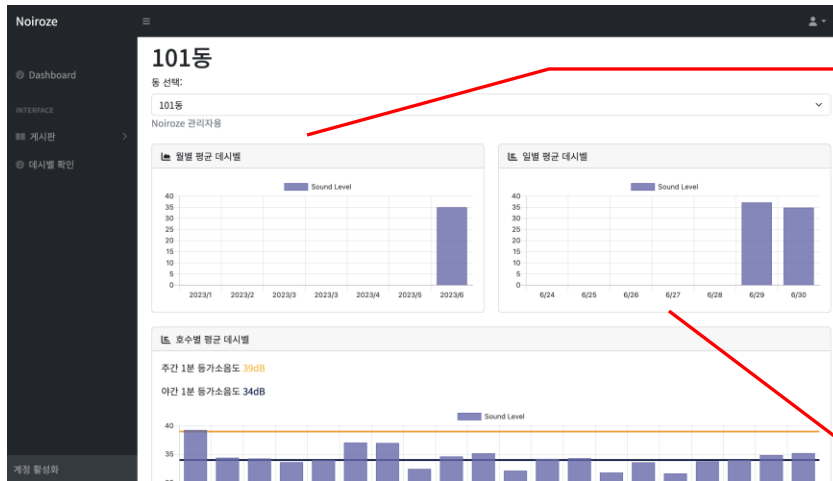 Noiroze
101동
동 선택:
Dashboard
101동
INTERFACE
Noiroze 관리자용
게시판
월별 평균 데시벨
일별 평균 데시벨
데시벨 확인
Sound Level
Sound Level
40
35
30
25
20
15
10
5
0
2023/1 2023/2 2023/3 2023/3 2023/4 2023/5 2023/6
40
35
30
25
20
15
10
5
0
6/24 6/25 6/26 6/27 6/28 6/29 6/30
호수별 평균 데시벨
주간 1분 등가소음도 39dB
야간 1분 등가소음도 34dB
Sound Level
40
35
계정 활성화